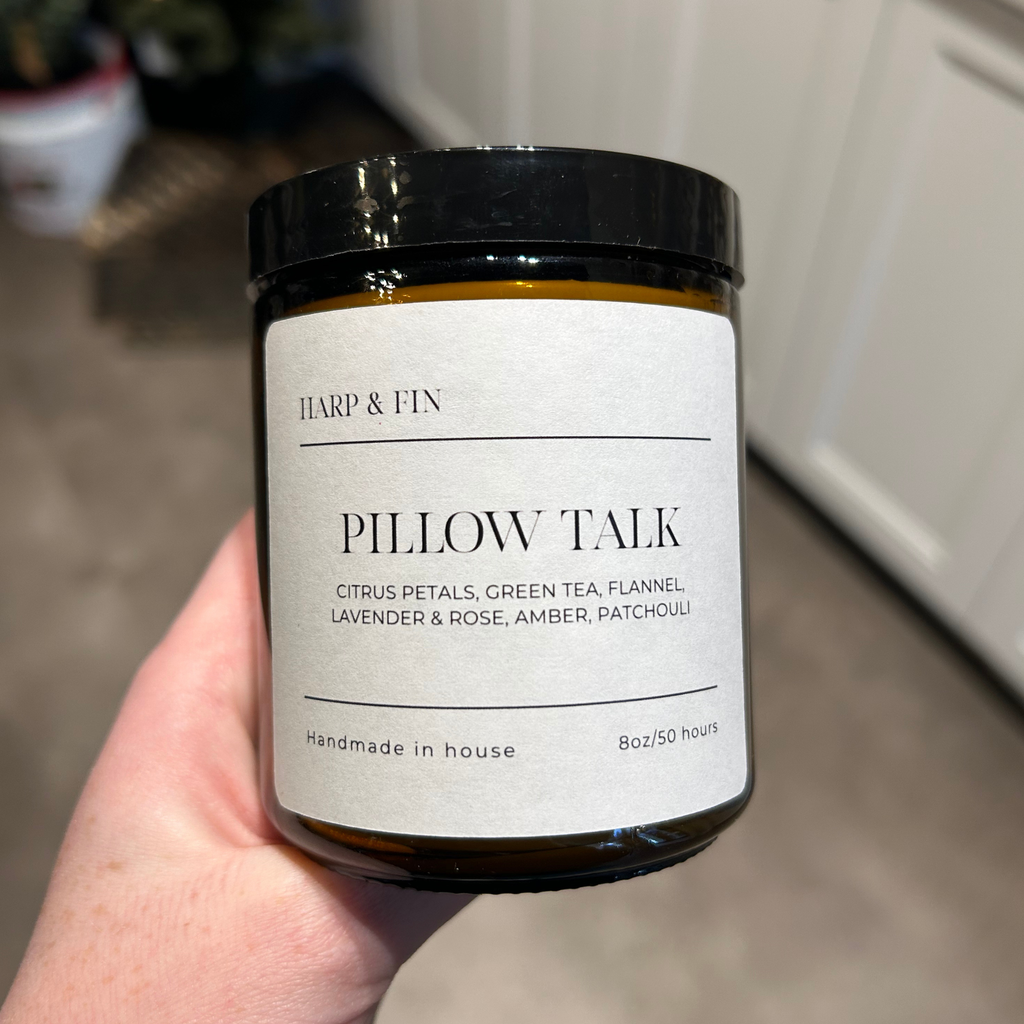 HARP & FIN
PILLOW TALK
CITRUS PETALS, GREEN TEA, FLANNEL,
LAVENDER & ROSE, AMBER, PATCHOULI
Handmade in house
8oz/50 hours